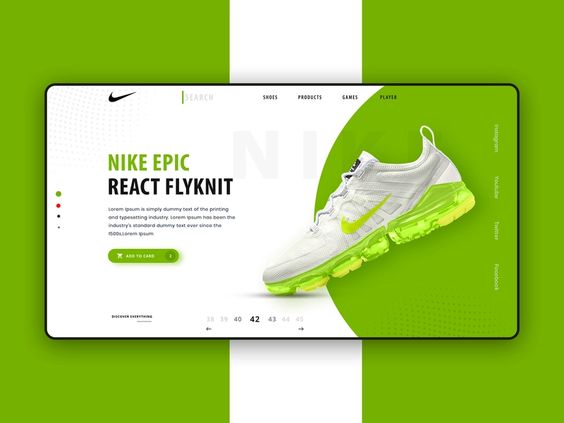 SEARCH
SHOES
PRODUCTS
GAMES
PLAYER
NIKE
NIKE EPIC
REACT FLYKNIT
Lorem Ipsum is simply dummy text of the printing
and typesetting industry. Lorem Ipsum has been the
industry's standard dummy text ever since the
1500s,Lorem Ipsum
ADD TO CARD
DISCOVER EVERYTHING
38 39 40 42 43 44 45
Instagram
Youtube
Twitter
Facebook